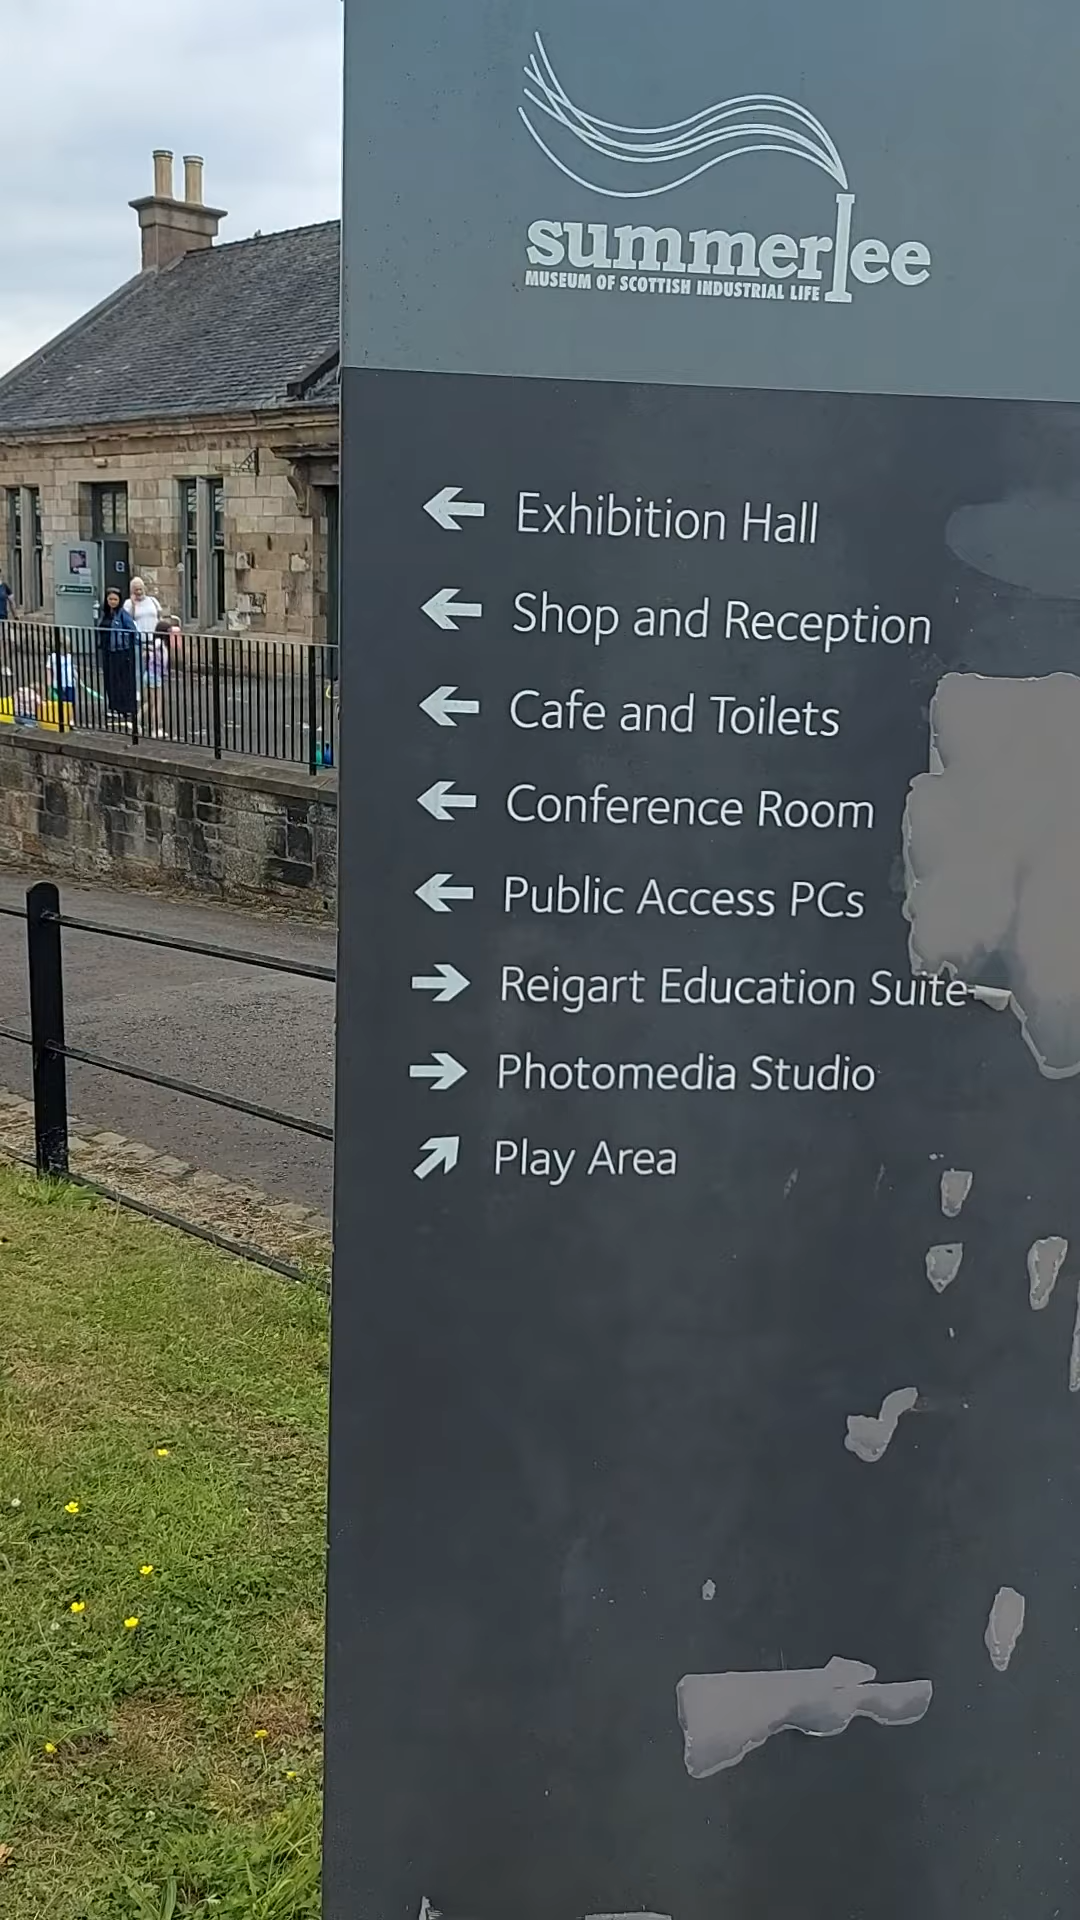 summerlee
MUSEUM OF SCOTTISH INDUSTRIAL LIFE
Exhibition Hall
Shop and Reception
Cafe and Toilets
Conference Room
Public Access PCs
Reigart Education Suite
Photomedia Studio
Play Area